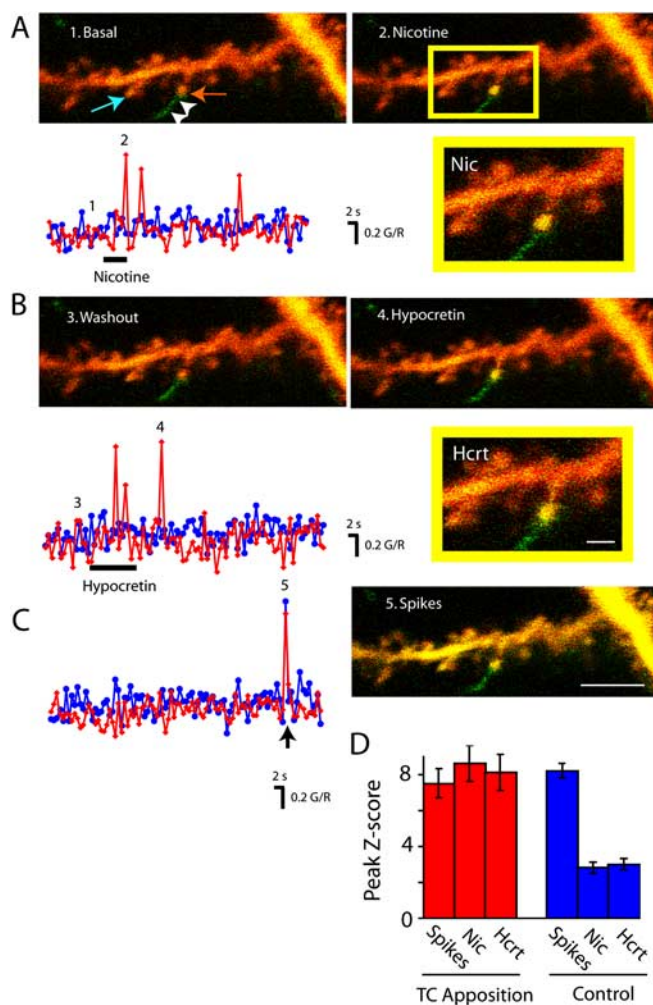 A
1. Basal
2. Nicotine
2
1
Nicotine
2 s
0.2 G/R
Nic
B
3. Washout
4. Hypocretin
4
3
Hypocretin
2 s
0.2 G/R
Hcrt
C
5
5. Spikes
2 s
0.2 G/R
D
Peak Z-score
8
4
0
Spikes
Nic
Hcrt
Spikes
Nic
Hcrt
TC Apposition
Control